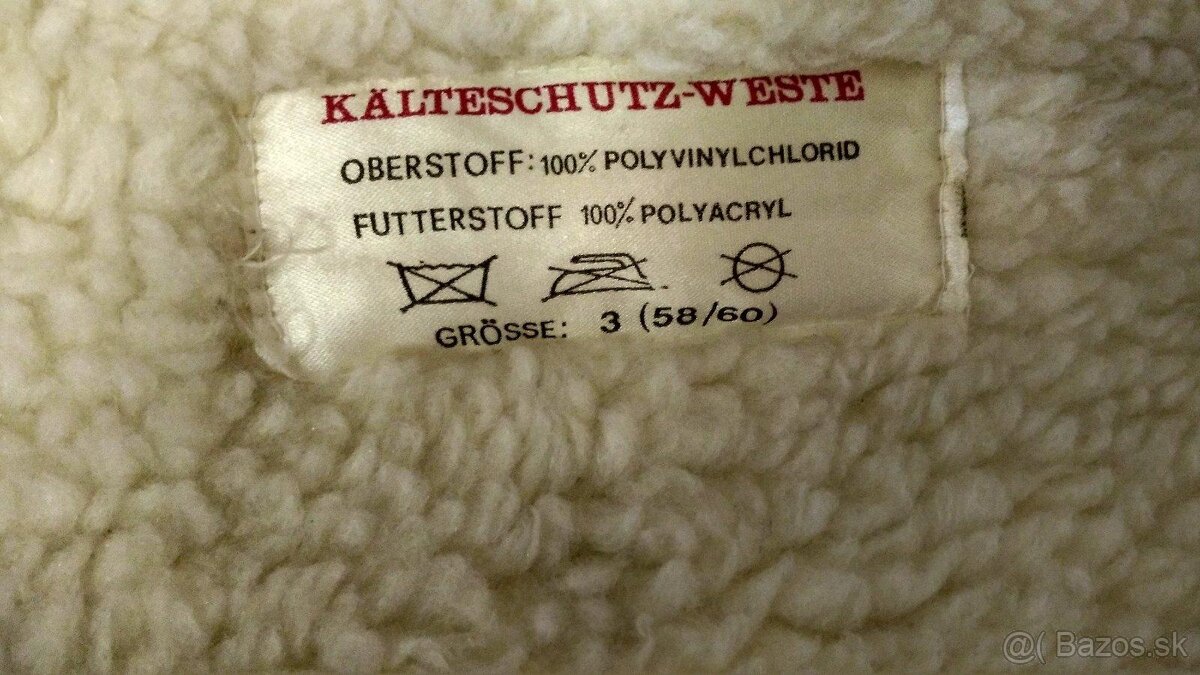 KÄLTESCHUTZ-WESTE
OBERSTOFF: 100% POLYVINYLCHLORID
FUTTERSTOFF 100% POLYACRYL
GRÖSSE: 3 (58/60)
@( Bazos.sk